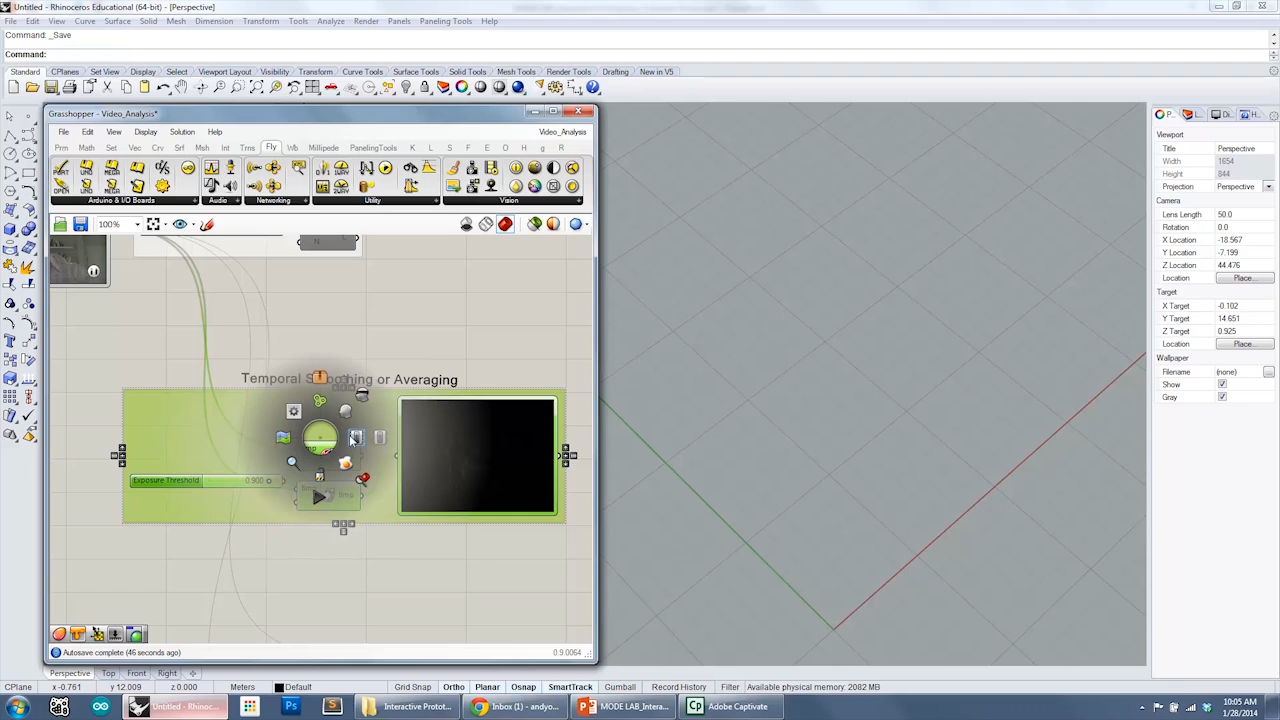 Untitled - Rhinoceros Educational (64-bit) - [Perspective]
File Edit View Curve Surface Solid Mesh Dimension Transform Tools Analyze Render Panels Paneling Tools Help
Command: _Save
Command:
Standard CPlanes Set View Display Select Viewport Layout Visibility Transform Curve Tools Surface Tools Solid Tools Mesh Tools Render Tools Drafting New in V5
Grasshopper - Video_Analysis*
File Edit View Display Solution Help Video_Analysis
Prm Math Set Vec Crv Srf Msh Int Trns Fly Wb Millipede PanelingTools K L S F E O H g R
Arduino & I/O Boards Audio Networking Utility Vision
100%
N
Temporal Smoothing or Averaging
Exposure Threshold 0.900
Autosave complete (46 seconds ago) 0.9.0064
Viewport
Title Perspective
Width 1654
Height 844
Projection Perspective
Camera
Lens Length 50.0
Rotation 0.0
X Location -18.567
Y Location -7.199
Z Location 44.476
Location Place...
Target
X Target -0.102
Y Target 14.651
Z Target 0.925
Location Place...
Wallpaper
Filename (none) ...
Show
Gray
Perspective Top Front Right
CPlane x -0.761 y 12.009 z 0.000 Meters Default Grid Snap Ortho Planar Osnap SmartTrack Gumball Record History Filter Available physical memory: 2082 MB
Untitled - Rhinoc... Interactive Protot... Inbox (1) - andyo... MODE LAB_Intera... Adobe Captivate
10:05 AM
1/28/2014